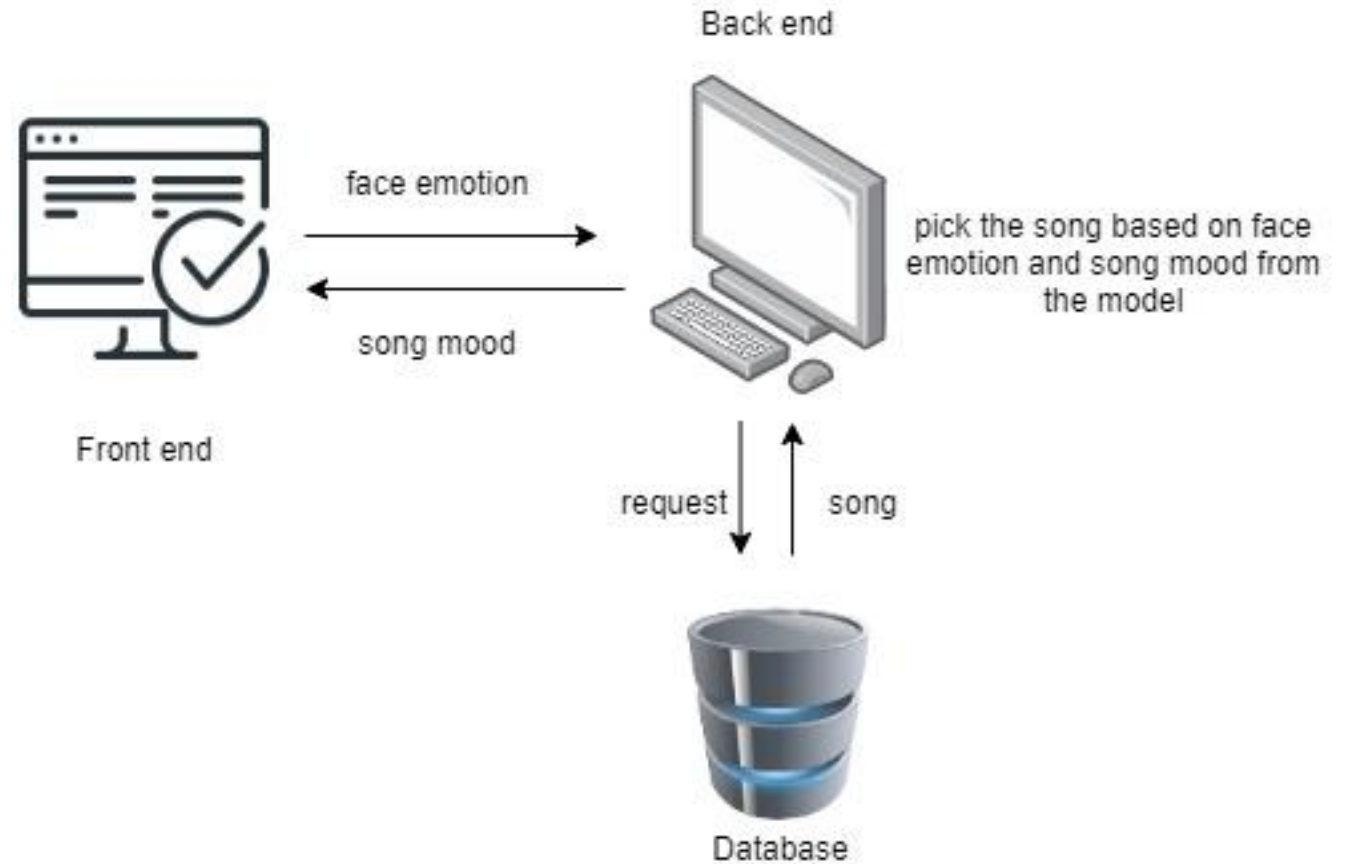 Back end
face emotion
pick the song based on face
emotion and song mood from
the model
song mood
Front end
request
song
Database